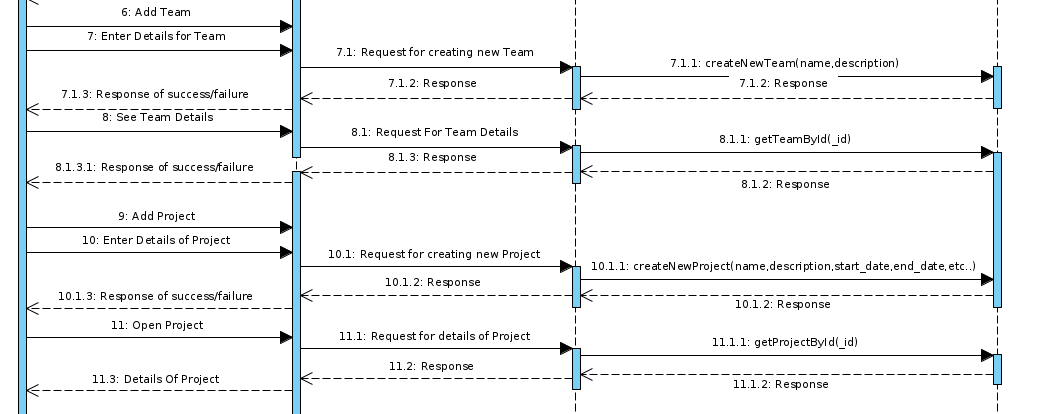 6: Add Team
7: Enter Details for Team
7.1: Request for creating new Team
7.1.1: createNewTeam(name,description)
7.1.2: Response
7.1.2: Response
7.1.3: Response of success/failure
8: See Team Details
8.1: Request For Team Details
8.1.1: getTeamById(_id)
8.1.3: Response
8.1.3.1: Response of success/failure
8.1.2: Response
9: Add Project
10: Enter Details of Project
10.1: Request for creating new Project
10.1.1: createNewProject(name,description,start_date,end_date,etc..)
10.1.2: Response
10.1.3: Response of success/failure
10.1.2: Response
11: Open Project
11.1: Request for details of Project
11.1.1: getProjectById(_id)
11.2: Response
11.3: Details Of Project
11.1.2: Response